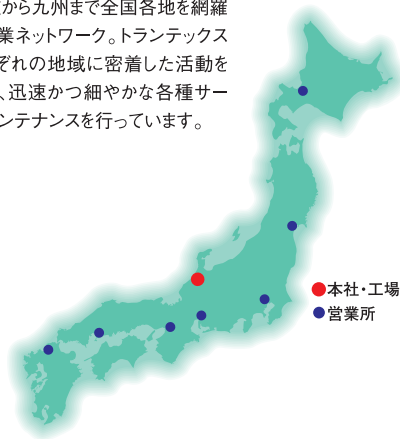 から九州まで全国各地を網羅
業ネットワーク。トランテックス
ぞれの地域に密着した活動を
、迅速かつ細やかな各種サー
ンテナンスを行っています。
本社・工場
営業所